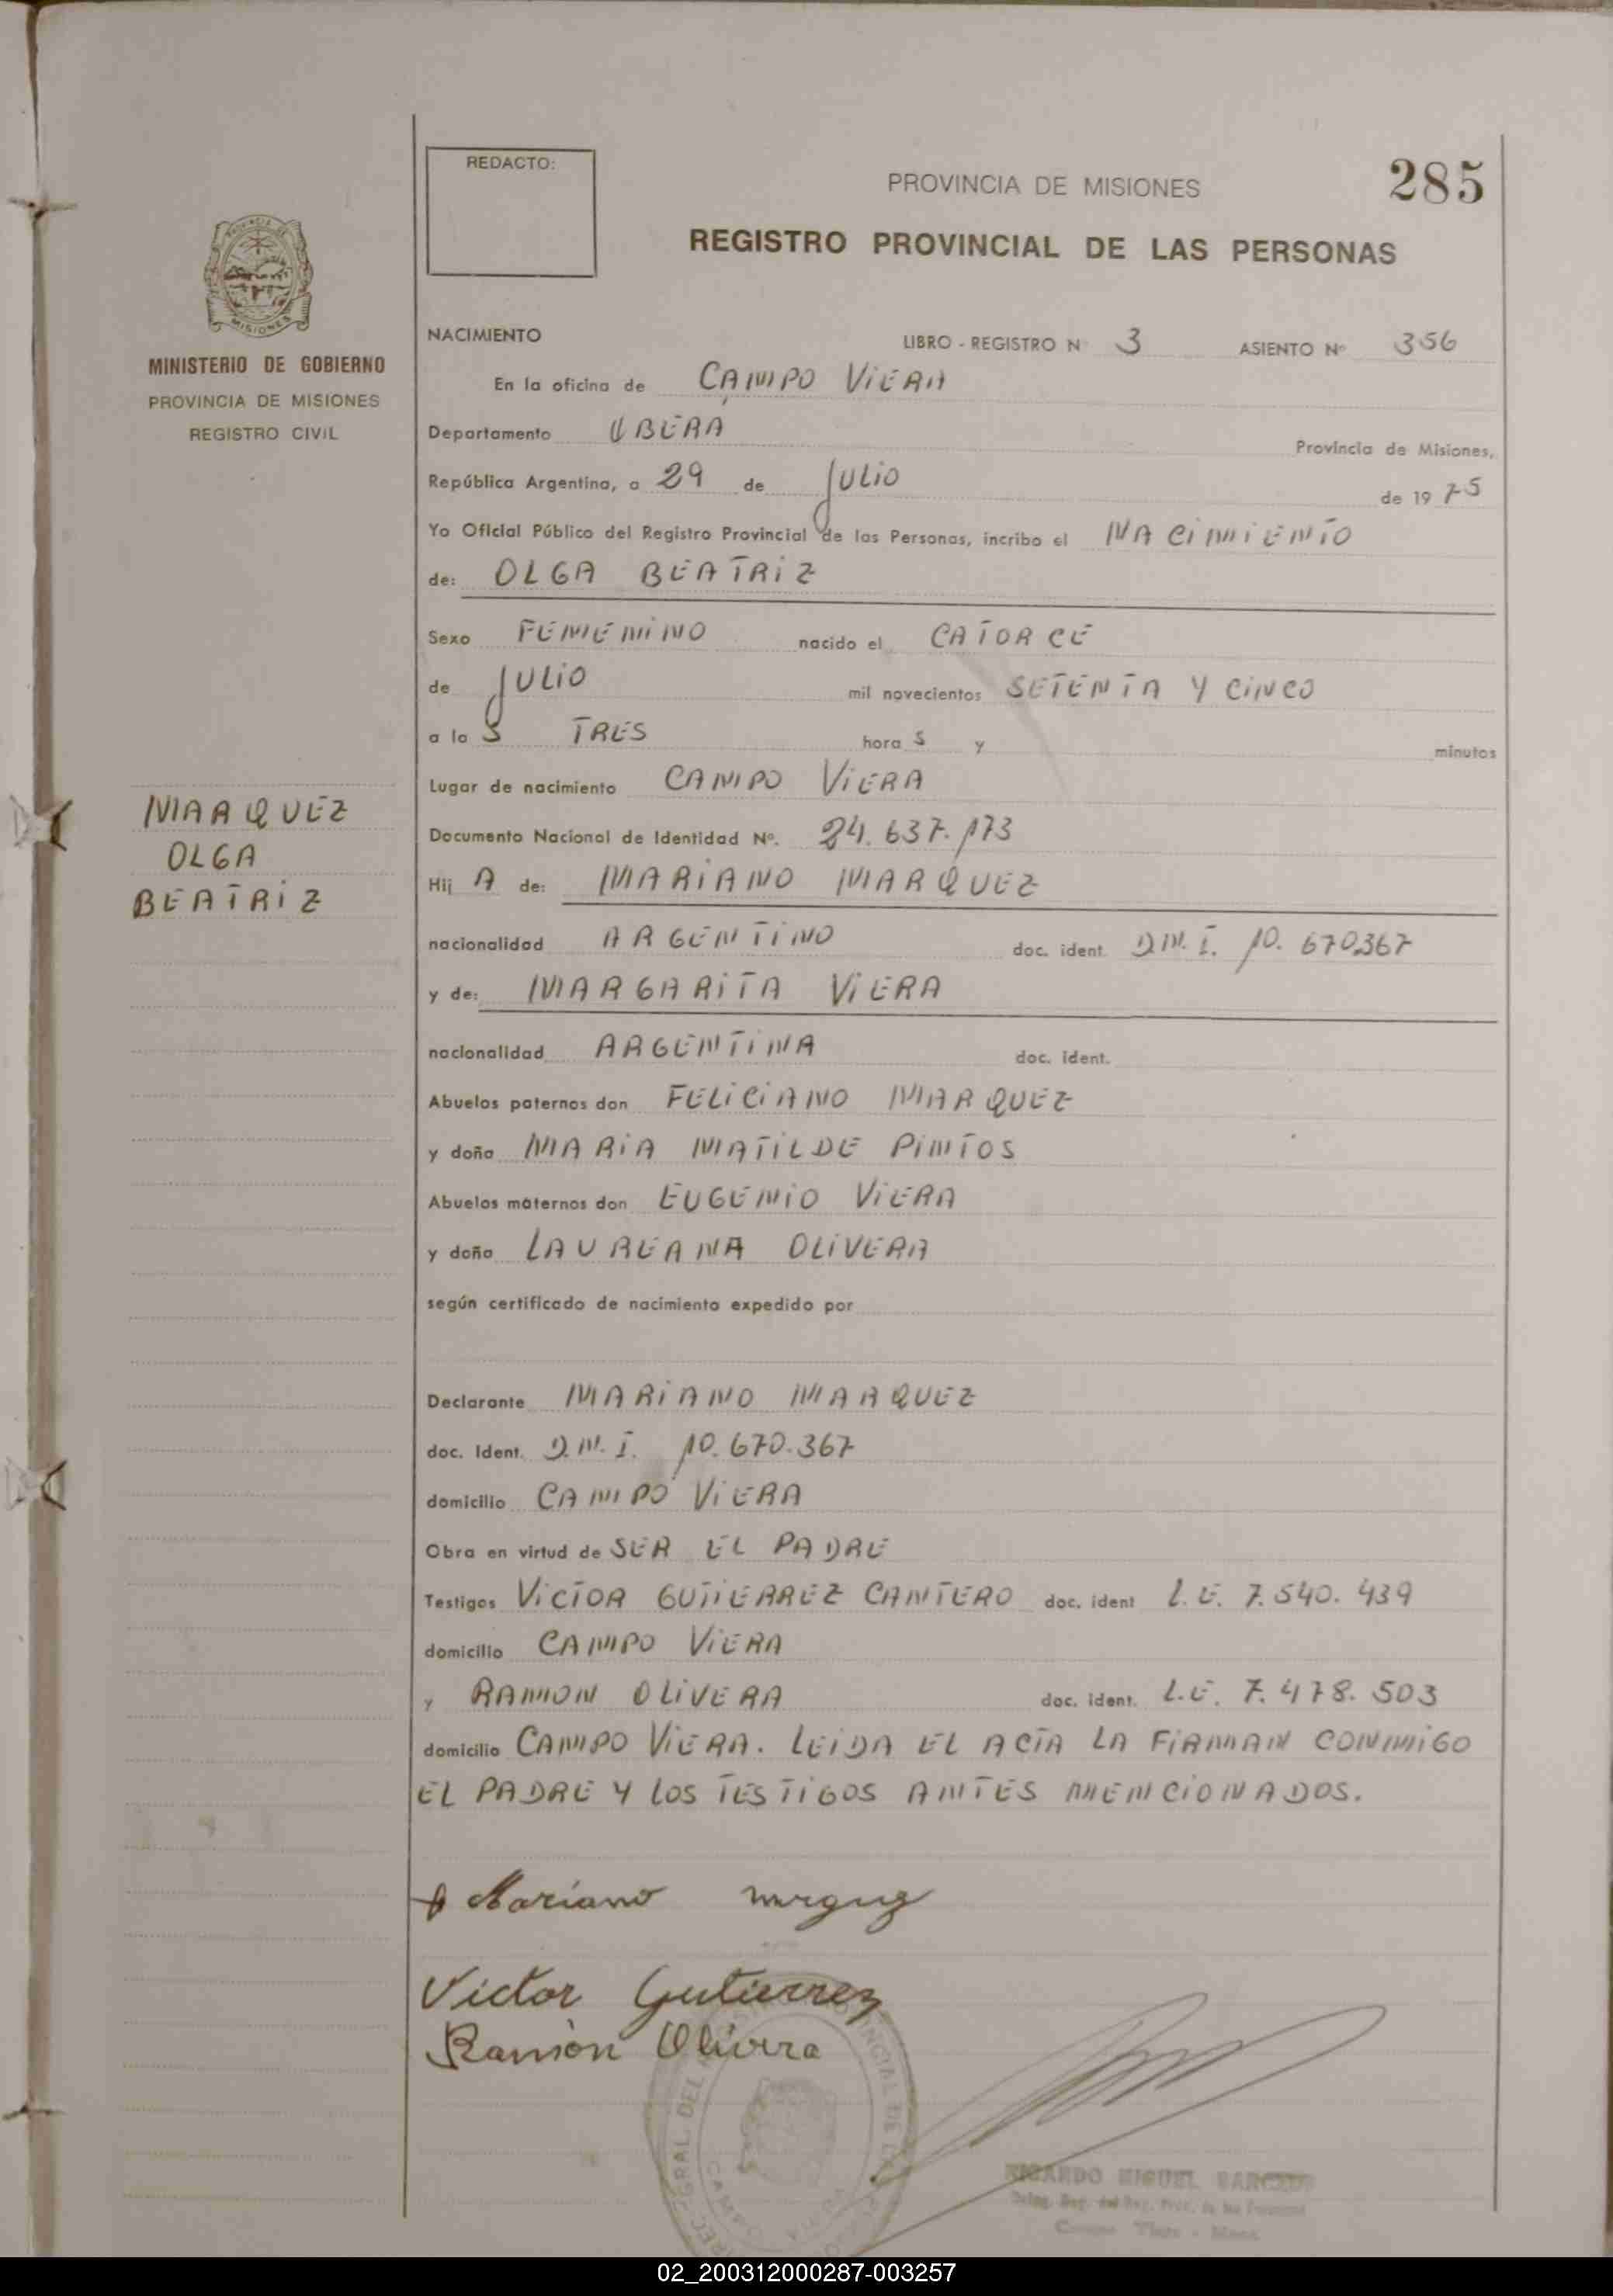 REDACTO:
PROVINCIA DE MISIONES
285
REGISTRO PROVINCIAL DE LAS PERSONAS
MISIONES
MINISTERIO DE GOBIERNO
PROVINCIA DE MISIONES
REGISTRO CIVIL
NACIMIENTO LIBRO - REGISTRO N 3 ASIENTO Nº 356
En la oficina de CAMPO VIERA
Departamento OBERÁ Provincia de Misiones,
República Argentina, a 29 de JULIO de 1975
Yo Oficial Público del Registro Provincial de las Personas, incribo el NACIMIENTO
de: OLGA BEATRIZ
Sexo FEMENINO nacido el CATORCE
de JULIO mil novecientos SETENTA Y CINCO
a la S TRES hora S y minutos
Lugar de nacimiento CAMPO VIERA
MARQUEZ
OLGA
BEATRIZ
Documento Nacional de Identidad Nº. 24.637.173
Hij A de: MARIANO MARQUEZ
nacionalidad ARGENTINO doc. ident. D.N.I. 10.670367
y de: MARGARITA VIERA
nacionalidad ARGENTINA doc. ident.
Abuelos paternos don FELICIANO MARQUEZ
y doña MARIA MATILDE PINTOS
Abuelos maternos don EUGENIO VIERA
y doña LAUREANA OLIVERA
según certificado de nacimiento expedido por
Declarante MARIANO MARQUEZ
doc. Ident. D.N.I. 10.670.367
domicilio CAMPO VIERA
Obra en virtud de SER EL PADRE
Testigos VICTOR GUTIERREZ CANTERO doc. ident L.E. 7.540.439
domicilio CAMPO VIERA
y RAMON OLIVERA doc. ident. L.E. 7.478.503
domicilio CAMPO VIERA. LEIDA EL ACTA LA FIRMAN CONMIGO
EL PADRE Y LOS TESTIGOS ANTES MENCIONADOS.
Mariano
Victor Gutierrez
Ramón Olivera
RICARDO MIGUEL
02_200312000287-003257